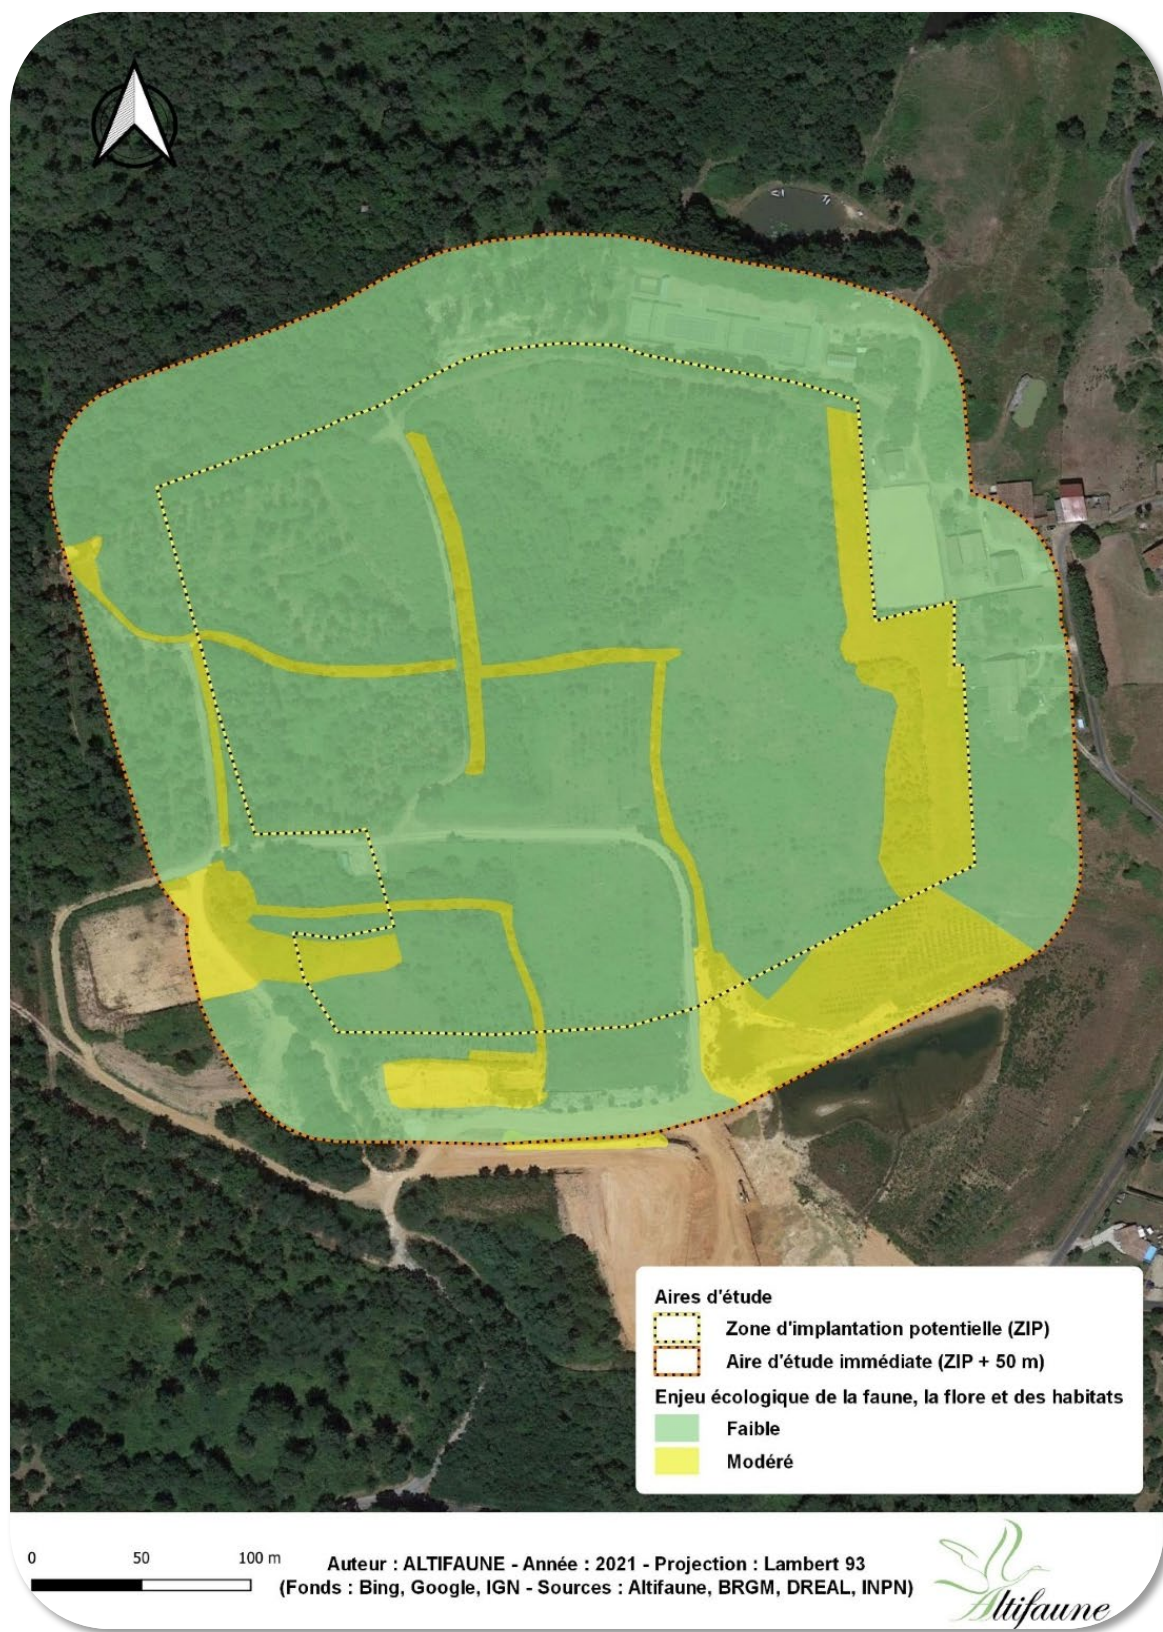 Aires d'étude
Zone d'implantation potentielle (ZIP)
Aire d'étude immédiate (ZIP + 50 m)
Enjeu écologique de la faune, la flore et des habitats
Faible
Modéré
0 50 100 m
Auteur : ALTIFAUNE - Année : 2021 - Projection : Lambert 93
(Fonds : Bing, Google, IGN - Sources : Altifaune, BRGM, DREAL, INPN)
Altifaune